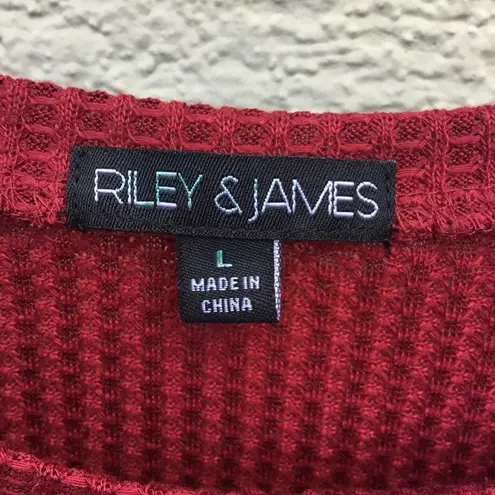 RILEY & JAMES
L
MADE IN
CHINA